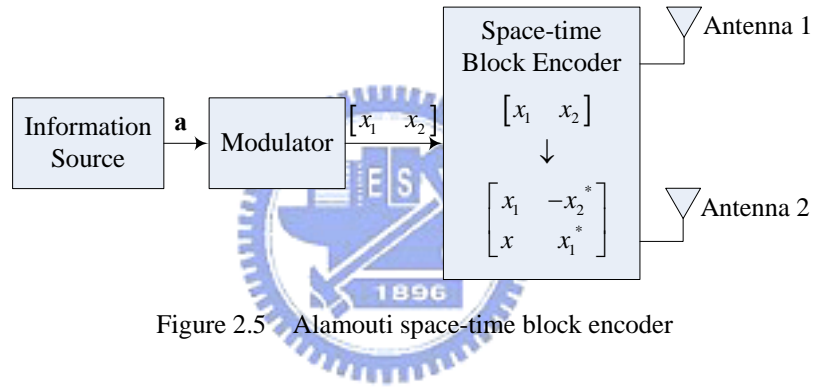 Information
Source
a
Modulator
[x₁ x₂]
Space-time
Block Encoder
[x₁ x₂]
↓
[x₁ -x₂*
x x₁*]
Antenna 1
Antenna 2
E S
1896
Figure 2.5 Alamouti space-time block encoder